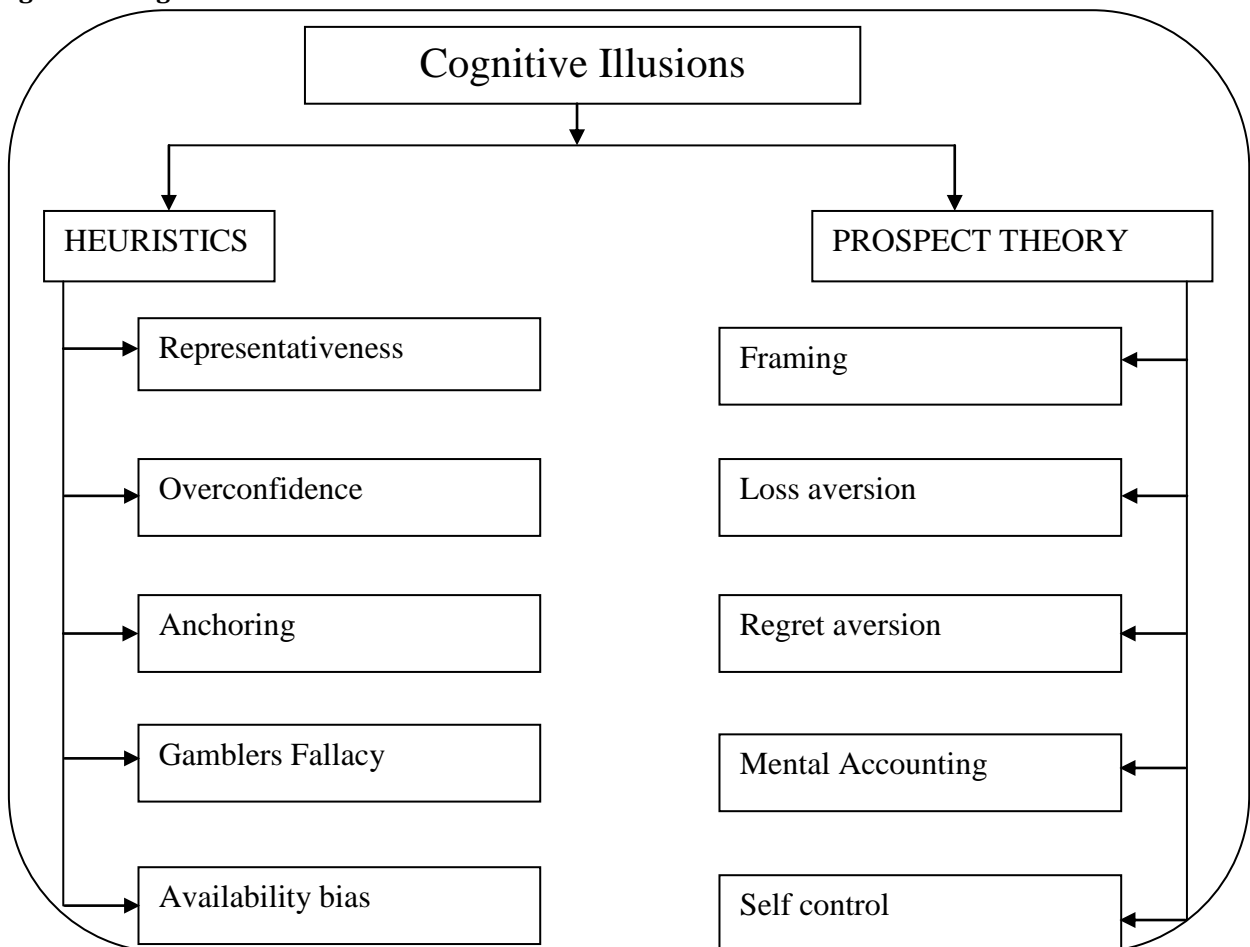 Cognitive Illusions
HEURISTICS
PROSPECT THEORY
Representativeness
Framing
Overconfidence
Loss aversion
Anchoring
Regret aversion
Gamblers Fallacy
Mental Accounting
Availability bias
Self control